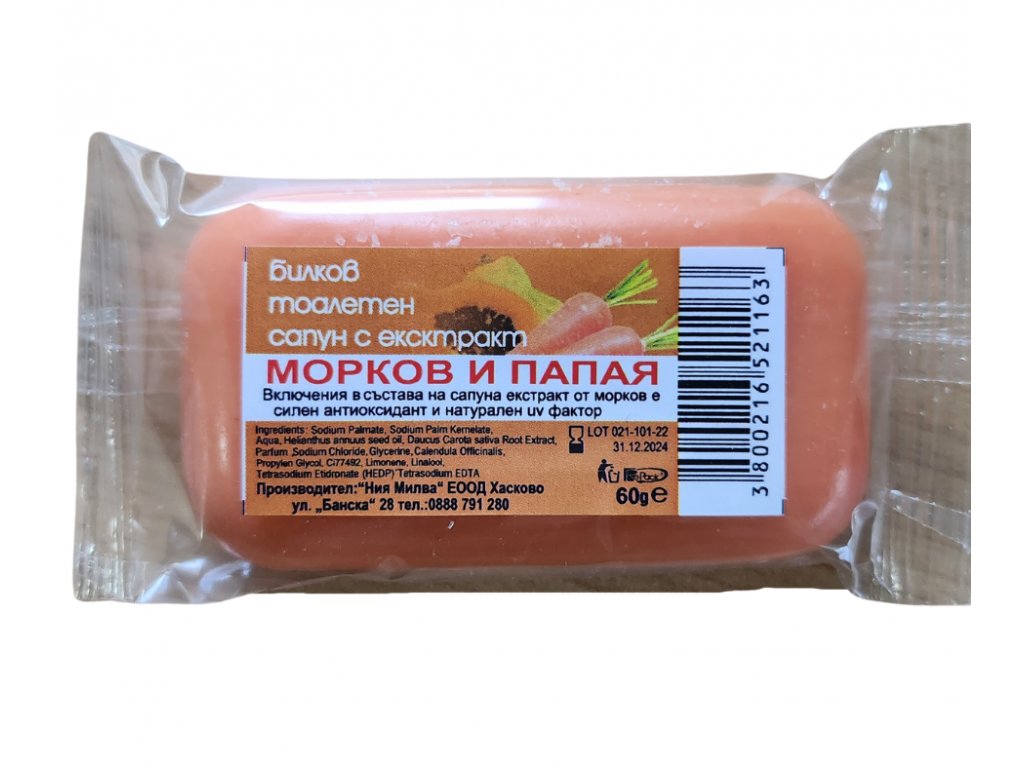 билков
тоалетен
сапун с ексктракт
МОРКОВ И ПАПАЯ
Включения в състава на сапуна екстракт от морков е
силен антиоксидант и натурален uv фактор
Ingredients: Sodium Palmate, Sodium Palm Kernelate,
Aqua, Helianthus annuus seed oil, Daucus Carota sativa Root Extract,
Parfum ,Sodium Chloride, Glycerine, Calendula Officinalis,
Propylen Glycol, Ci77492, Limonene, Linalool,
Tetrasodium Etidronate (HEDP) Tetrasodium EDTA
Производител:“Ния Милва“ ЕООД Хасково
ул. „Банска“ 28 тел.:0888 791 280
LOT 021-101-22
31.12.2024
60g e
3 800216 521163